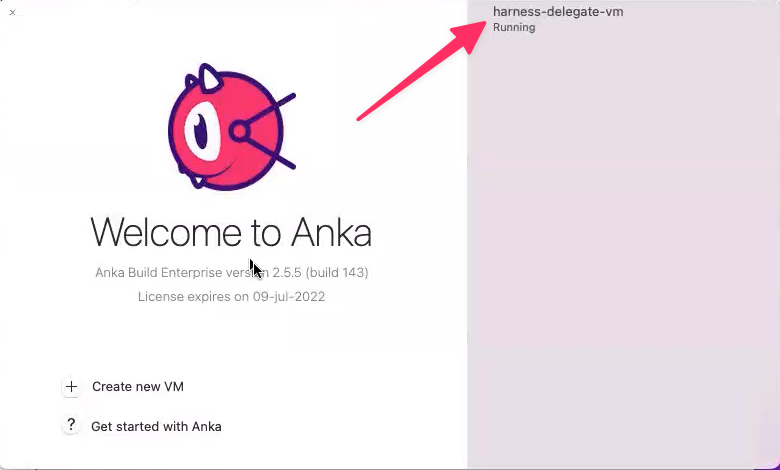 harness-delegate-vm
Running
Welcome to Anka
Anka Build Enterprise version 2.5.5 (build 143)
License expires on 09-jul-2022
Create new VM
? Get started with Anka